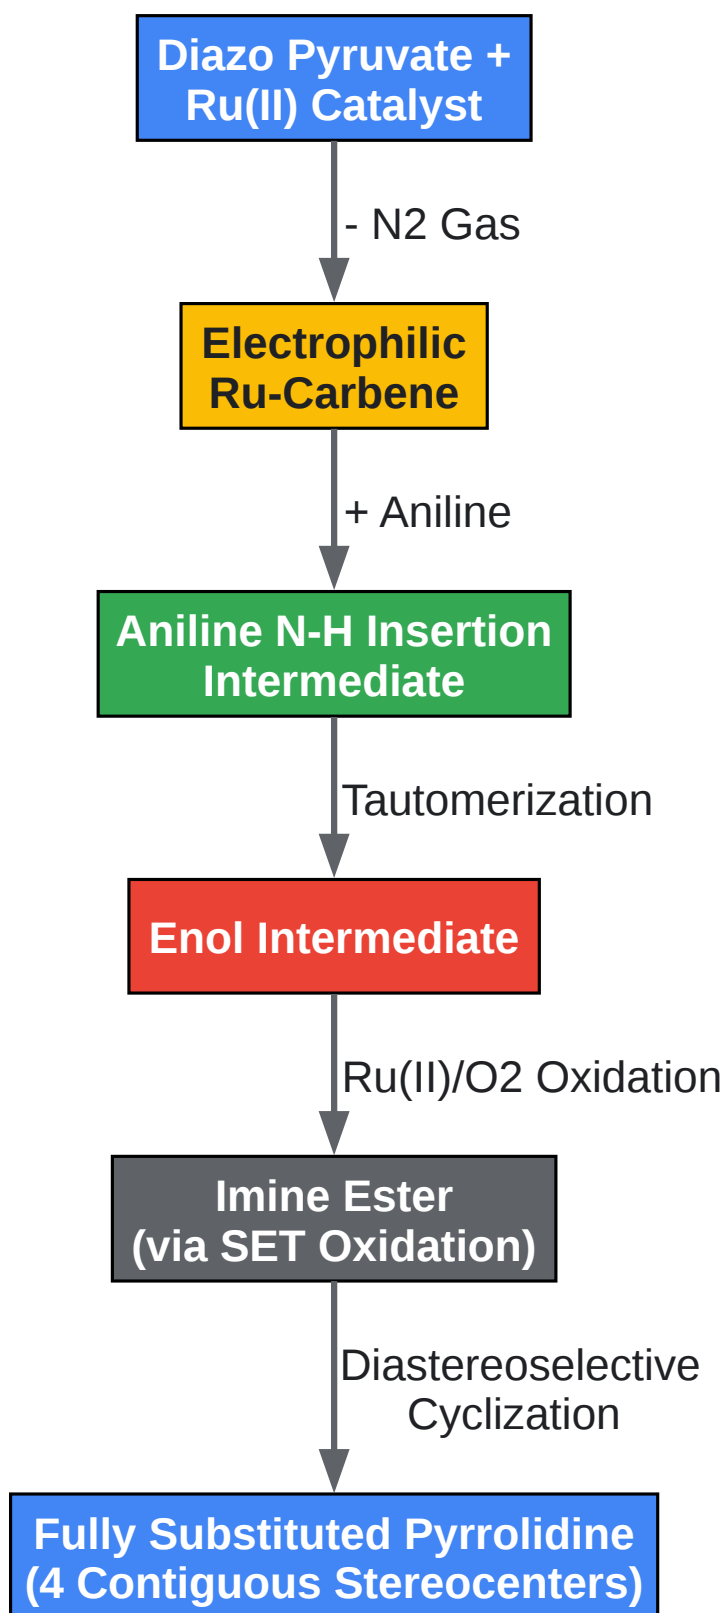 Diazo Pyruvate +
Ru(II) Catalyst
- N2 Gas
Electrophilic
Ru-Carbene
+ Aniline
Aniline N-H Insertion
Intermediate
Tautomerization
Enol Intermediate
Ru(II)/O2 Oxidation
Imine Ester
(via SET Oxidation)
Diastereoselective
Cyclization
Fully Substituted Pyrrolidine
(4 Contiguous Stereocenters)